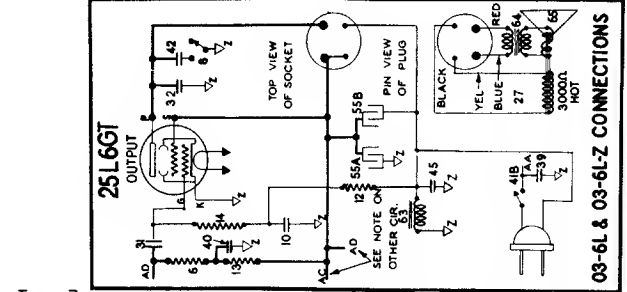 25L6GT
OUTPUT
P
S
G
K
42
B
Z
32
Z
31
AD
14
6
40
Z
13
10
Z
Z
AC
AD
SEE NOTE ON
OTHER CIR.
63
TOP VIEW
OF SOCKET
PIN VIEW
OF PLUG
55B
55A
Z
12
45
Z
Z
BLACK
RED
YEL
BLUE
27
64
65
3000Ω
HOT
41B
AA
39
Z
03-6L & 03-6L-Z CONNECTIONS